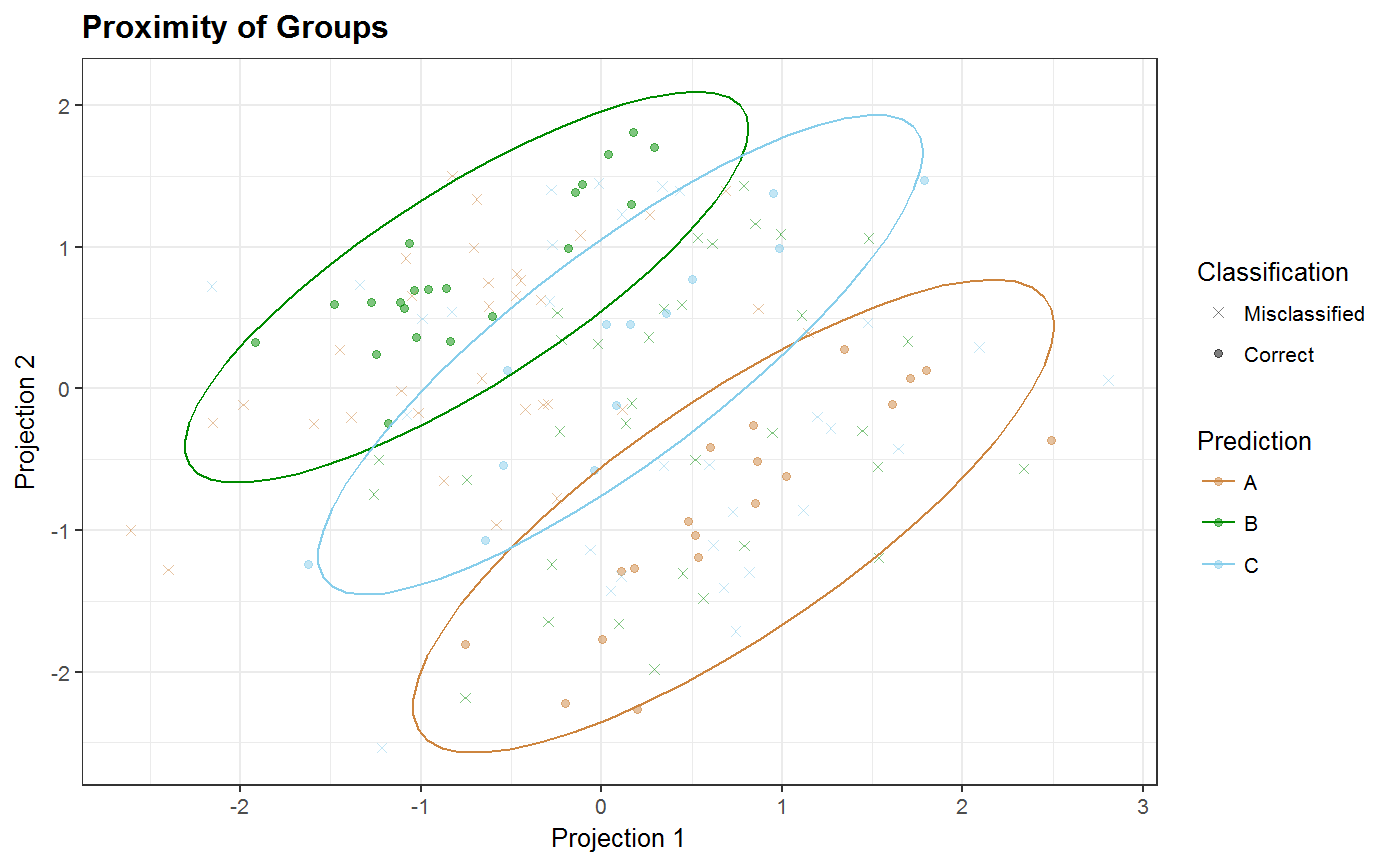 Proximity of Groups
2
1
0
-1
-2
Projection 2
-2
-1
0
1
2
3
Projection 1
Classification
Misclassified
Correct
Prediction
A
B
C